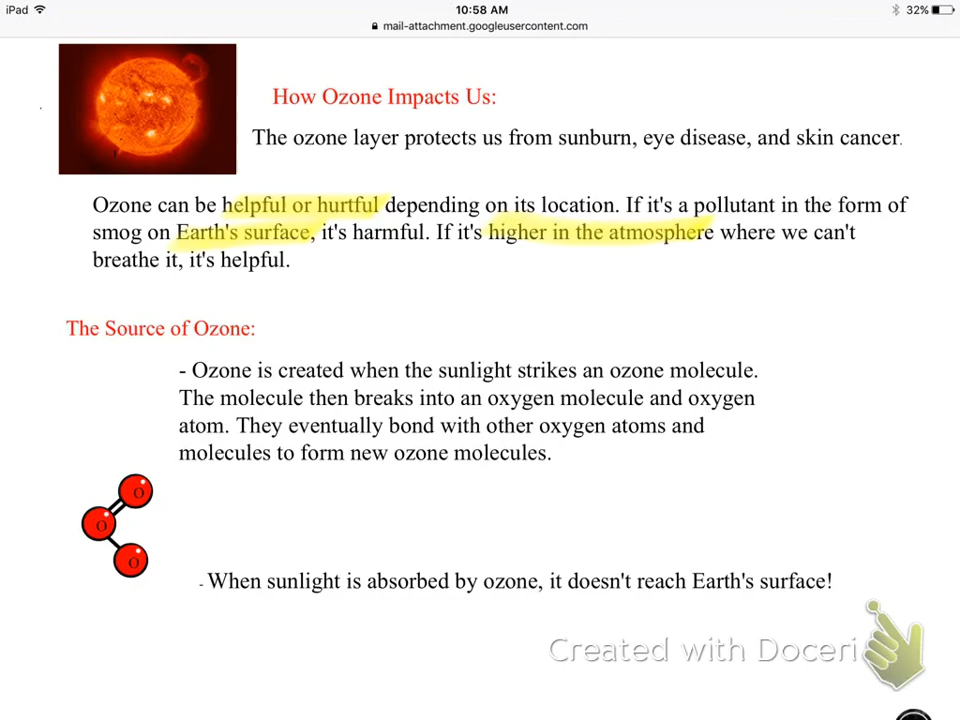 iPad 10:58 AM 32%
mail-attachment.googleusercontent.com
How Ozone Impacts Us:
The ozone layer protects us from sunburn, eye disease, and skin cancer.
Ozone can be helpful or hurtful depending on its location. If it's a pollutant in the form of
smog on Earth's surface, it's harmful. If it's higher in the atmosphere where we can't
breathe it, it's helpful.
The Source of Ozone:
- Ozone is created when the sunlight strikes an ozone molecule.
The molecule then breaks into an oxygen molecule and oxygen
atom. They eventually bond with other oxygen atoms and
molecules to form new ozone molecules.
O
O
O
- When sunlight is absorbed by ozone, it doesn't reach Earth's surface!
Created with Doceri